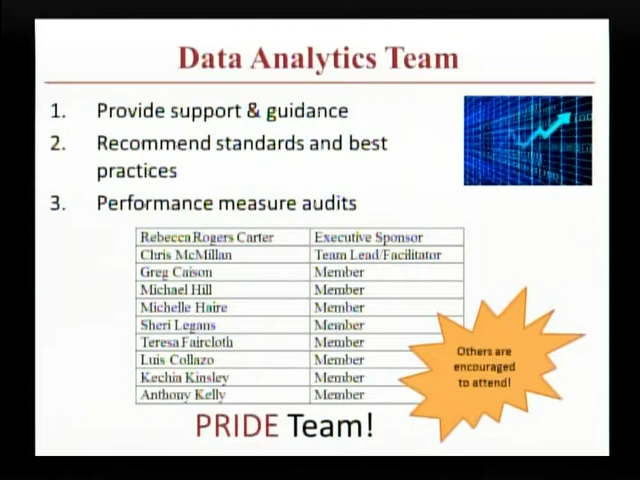 Data Analytics Team
1. Provide support & guidance
2. Recommend standards and best
practices
3. Performance measure audits
Rebecca Rogers Carter Executive Sponsor
Chris McMillan Team Lead/Facilitator
Greg Caison Member
Michael Hill Member
Michelle Haire Member
Sheri Legans Member
Teresa Faircloth Member
Luis Collazo Member
Kechia Kinsley Member
Anthony Kelly Member
Others are
encouraged
to attend!
PRIDE Team!